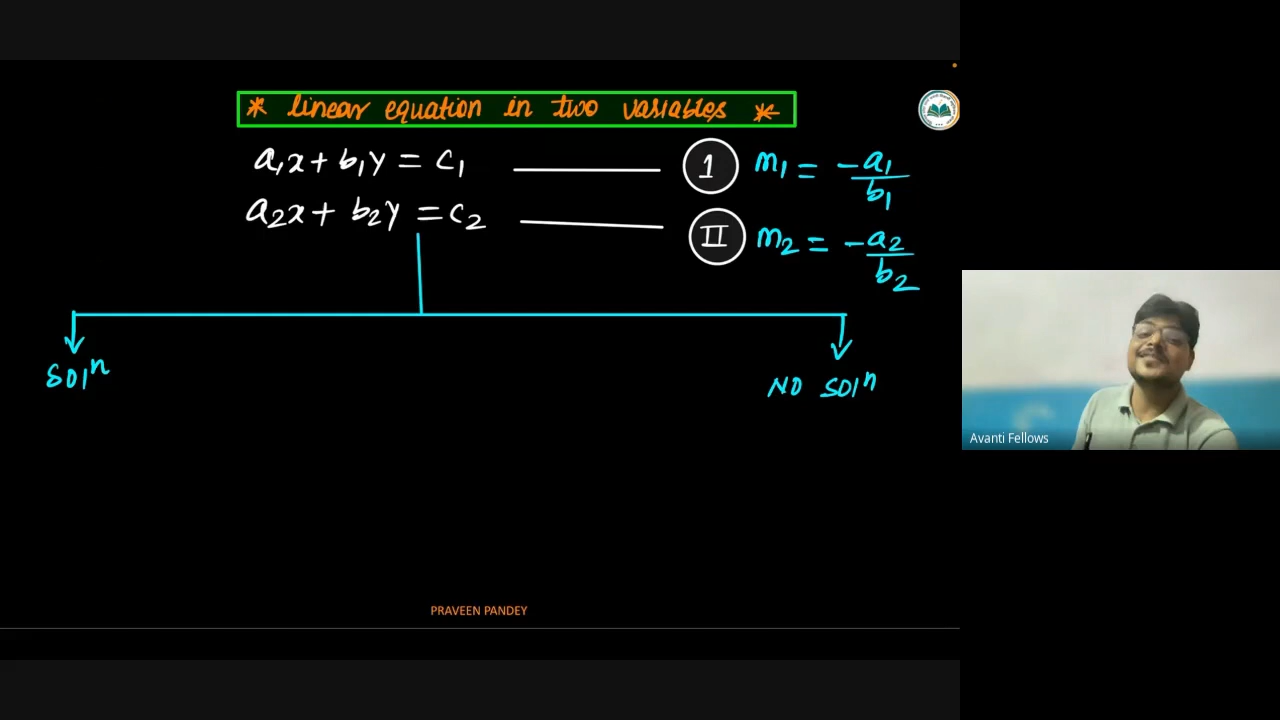 * linear equation in two variables *
a₁x + b₁y = c₁ ——— I m₁ = -a₁/b₁
a₂x + b₂y = c₂ ——— II m₂ = -a₂/b₂
Solⁿ
NO Solⁿ
Avanti Fellows
PRAVEEN PANDEY